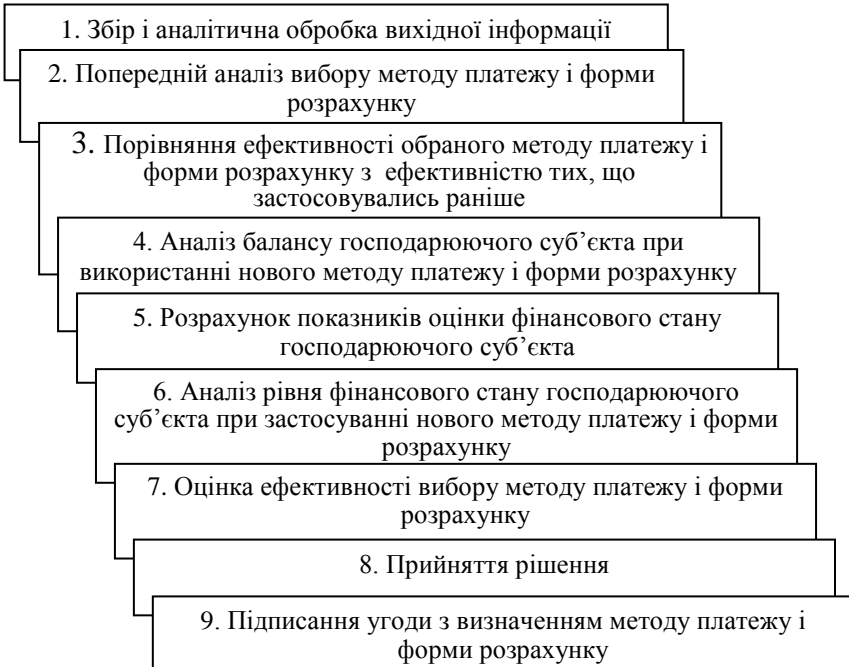 1. Збір і аналітична обробка вихідної інформації
2. Попередній аналіз вибору методу платежу і форми
розрахунку
3. Порівняння ефективності обраного методу платежу і
форми розрахунку з ефективністю тих, що
застосовувались раніше
4. Аналіз балансу господарюючого суб’єкта при
використанні нового методу платежу і форми розрахунку
5. Розрахунок показників оцінки фінансового стану
господарюючого суб’єкта
6. Аналіз рівня фінансового стану господарюючого
суб’єкта при застосуванні нового методу платежу і форми
розрахунку
7. Оцінка ефективності вибору методу платежу і форми
розрахунку
8. Прийняття рішення
9. Підписання угоди з визначенням методу платежу і
форми розрахунку